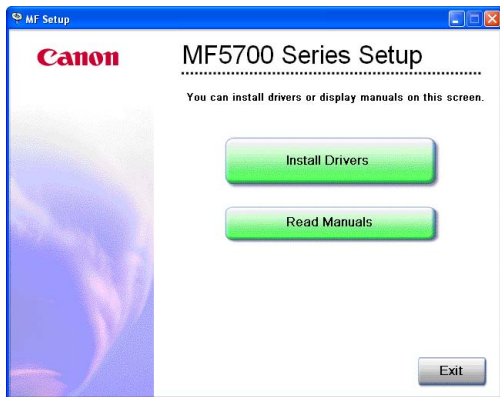 MF Setup
Canon
MF5700 Series Setup
You can install drivers or display manuals on this screen.
Install Drivers
Read Manuals
Exit